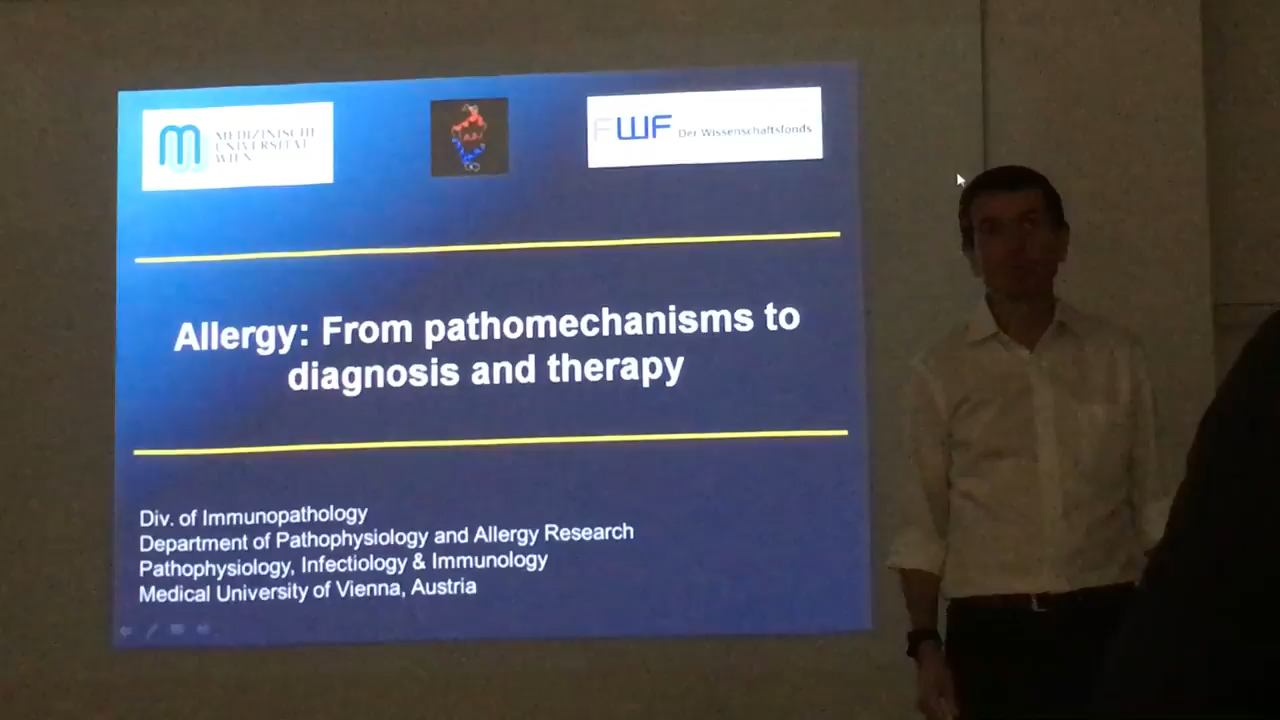 MEDIZINISCHE
UNIVERSITÄT
WIEN
FWF Der Wissenschaftsfonds
Allergy: From pathomechanisms to
diagnosis and therapy
Div. of Immunopathology
Department of Pathophysiology and Allergy Research
Pathophysiology, Infectiology & Immunology
Medical University of Vienna, Austria